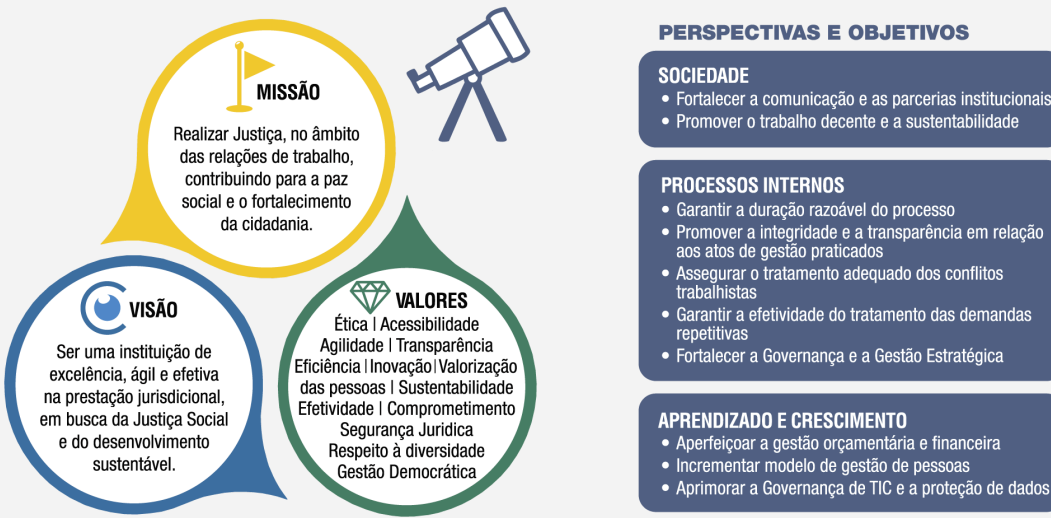 MISSÃO
Realizar Justiça, no âmbito
das relações de trabalho,
contribuindo para a paz
social e o fortalecimento
da cidadania.
VISÃO
Ser uma instituição de
excelência, ágil e efetiva
na prestação jurisdicional,
em busca da Justiça Social
e do desenvolvimento
sustentável.
VALORES
Ética | Acessibilidade
Agilidade | Transparência
Eficiência | Inovação | Valorização
das pessoas | Sustentabilidade
Efetividade | Comprometimento
Segurança Juridica
Respeito à diversidade
Gestão Democrática
PERSPECTIVAS E OBJETIVOS
SOCIEDADE
• Fortalecer a comunicação e as parcerias institucionais
• Promover o trabalho decente e a sustentabilidade
PROCESSOS INTERNOS
• Garantir a duração razoável do processo
• Promover a integridade e a transparência em relação
aos atos de gestão praticados
• Assegurar o tratamento adequado dos conflitos
trabalhistas
• Garantir a efetividade do tratamento das demandas
repetitivas
• Fortalecer a Governança e a Gestão Estratégica
APRENDIZADO E CRESCIMENTO
• Aperfeiçoar a gestão orçamentária e financeira
• Incrementar modelo de gestão de pessoas
• Aprimorar a Governança de TIC e a proteção de dados